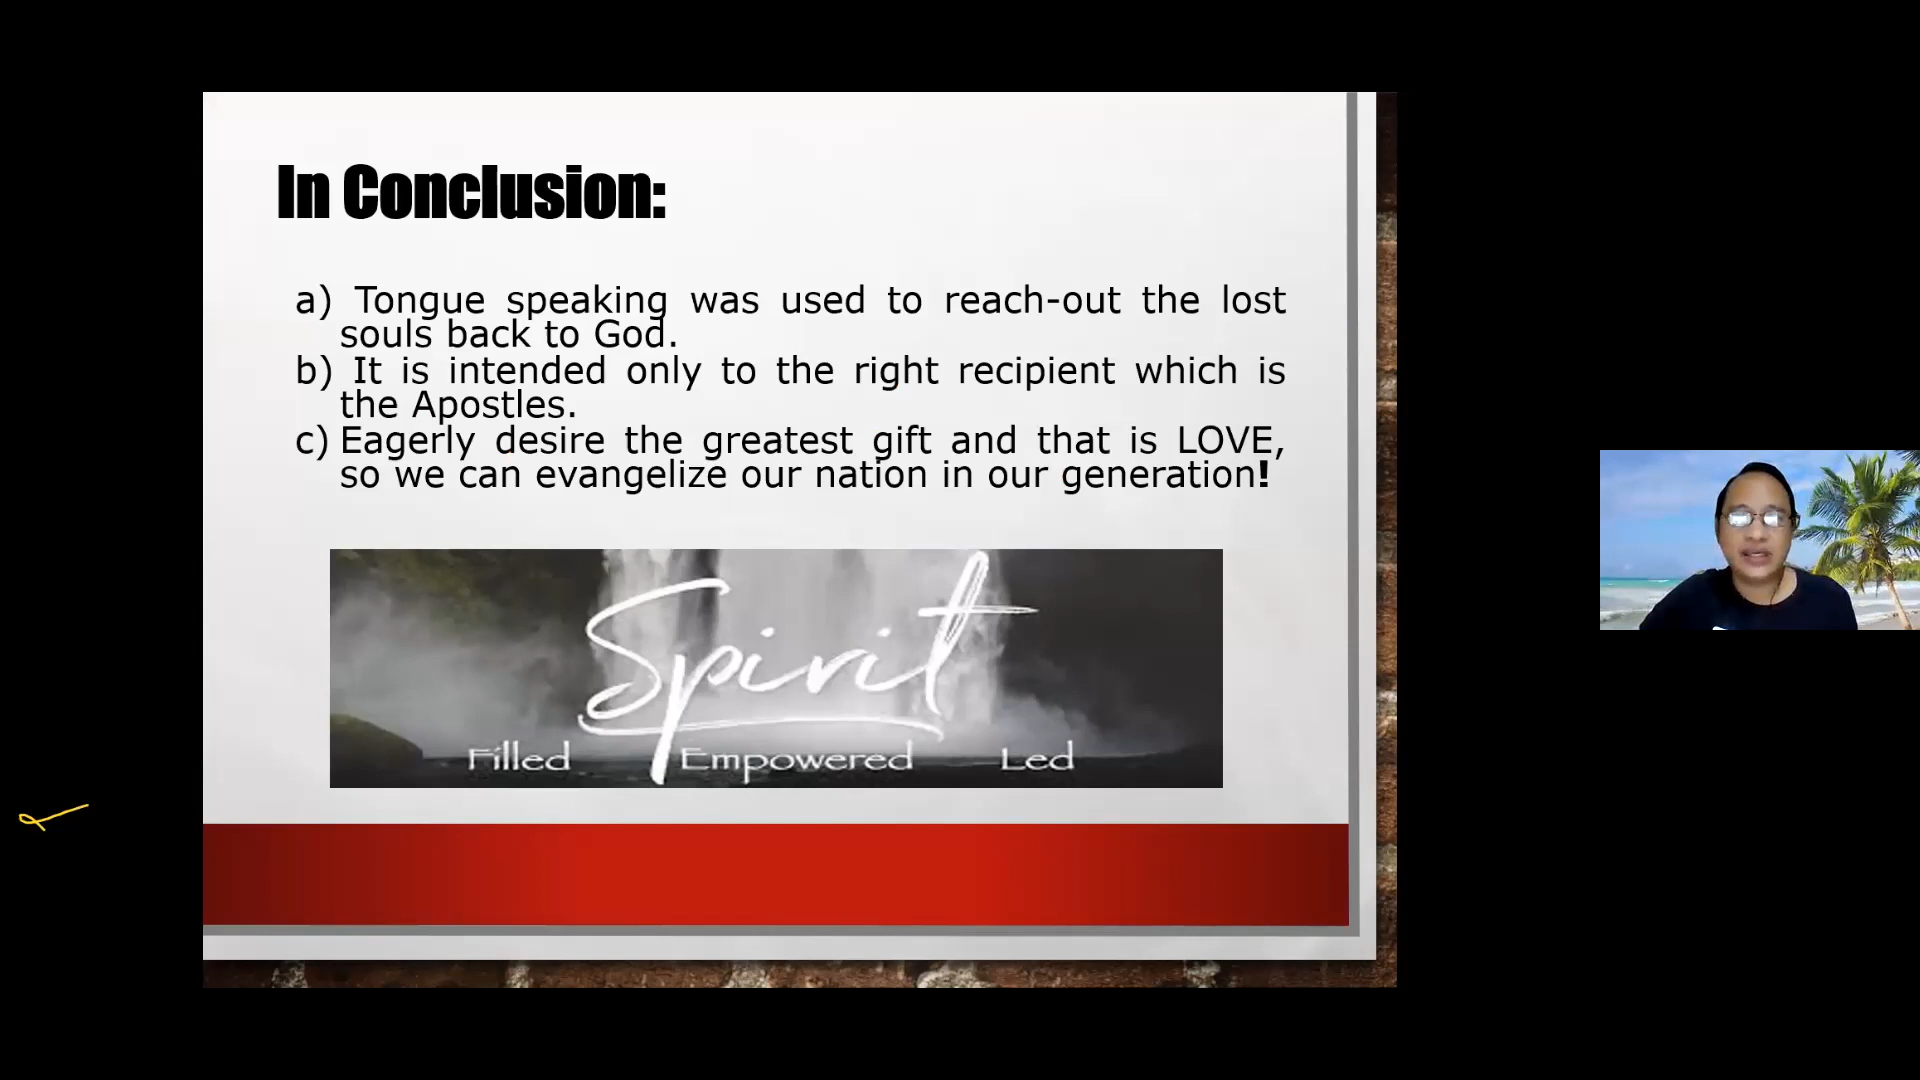 In Conclusion:
a) Tongue speaking was used to reach-out the lost
souls back to God.
b) It is intended only to the right recipient which is
the Apostles.
c) Eagerly desire the greatest gift and that is LOVE,
so we can evangelize our nation in our generation!
Spirit
Filled Empowered Led